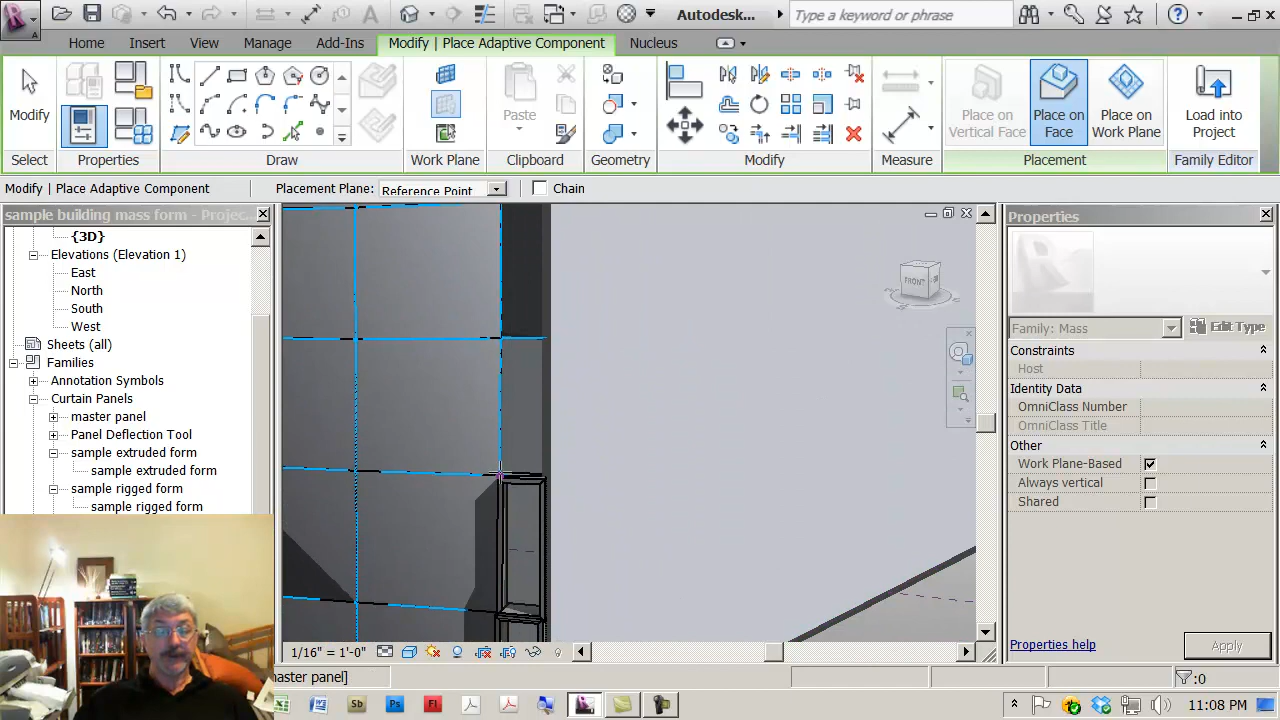 Autodesk...
Type a keyword or phrase
A
Home
Insert
View
Manage
Add-Ins
Modify | Place Adaptive Component
Nucleus
Modify
Paste
Place on
Vertical Face
Place on
Face
Place on
Work Plane
Load into
Project
Select
Properties
Draw
Work Plane
Clipboard
Geometry
Modify
Measure
Placement
Family Editor
Modify | Place Adaptive Component
Placement Plane:
Reference Point
Chain
sample building mass form - Projec...
{3D}
Elevations (Elevation 1)
East
North
South
West
Sheets (all)
Families
Annotation Symbols
Curtain Panels
master panel
Panel Deflection Tool
sample extruded form
sample extruded form
sample rigged form
sample rigged form
FRONT
Properties
Family: Mass
Edit Type
Constraints
Host
Identity Data
OmniClass Number
OmniClass Title
Other
Work Plane-Based
Always vertical
Shared
Properties help
Apply
1/16" = 1'-0"
master panel]
:0
Sb
Ps
Fl
11:08 PM